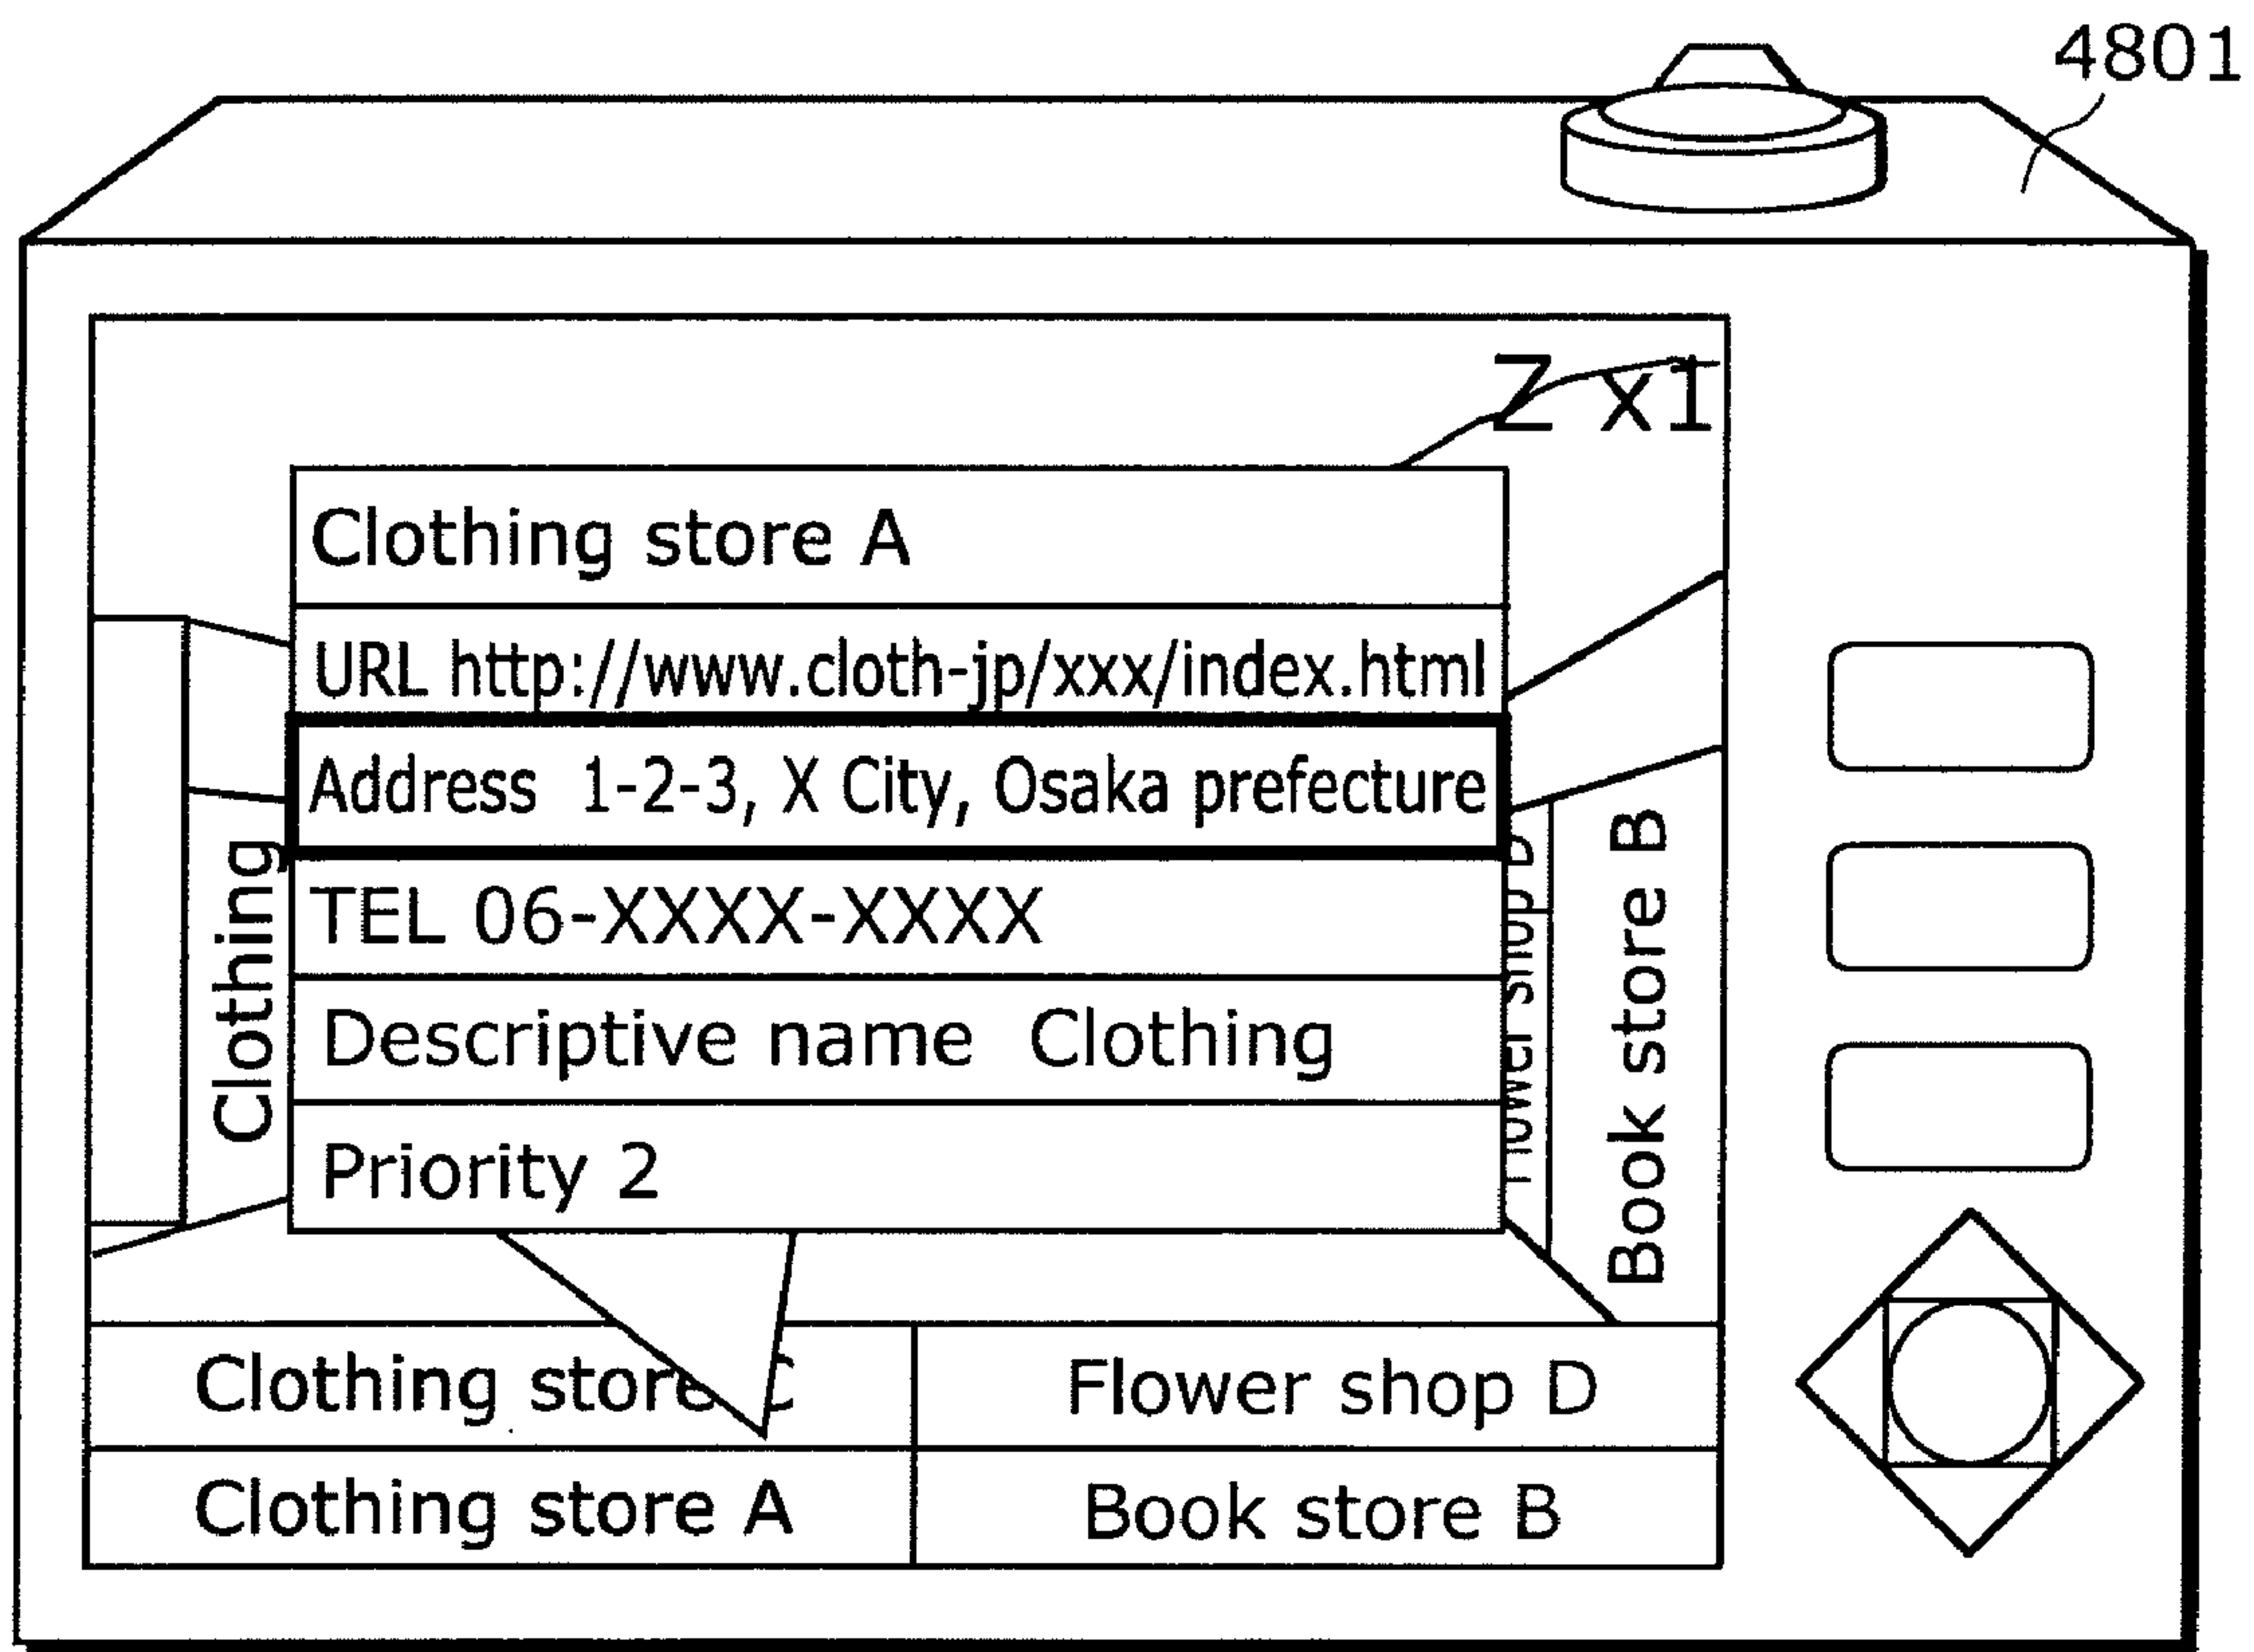 4801
Z x1
Clothing store A
URL http://www.cloth-jp/xxx/index.html
Address 1-2-3, X City, Osaka prefecture
TEL 06-XXXX-XXXX
Descriptive name Clothing
Priority 2
Clothing
Flower shop D
Book store B
Clothing store C
Flower shop D
Clothing store A
Book store B